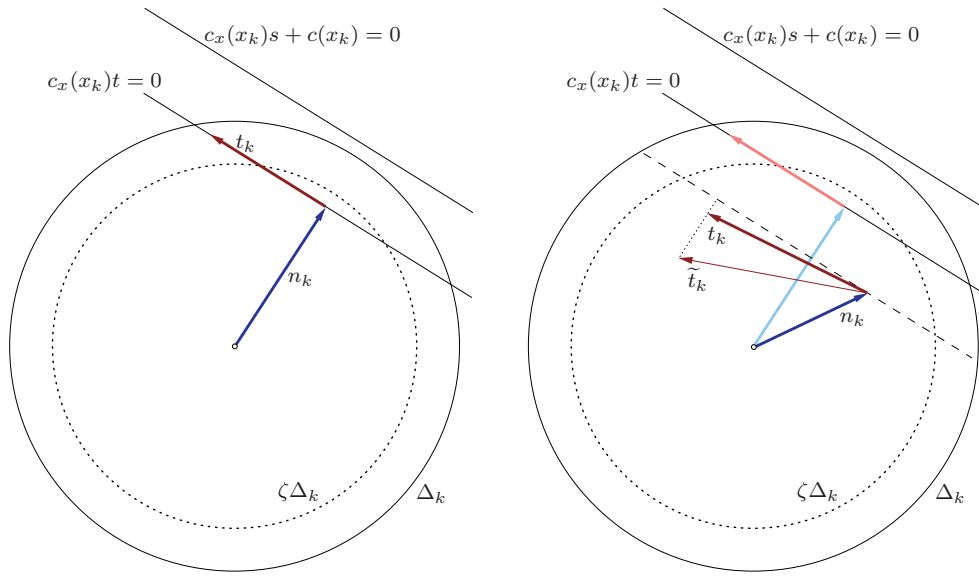 c_x(x_k)s + c(x_k) = 0
c_x(x_k)t = 0
t_k
n_k
ζΔ_k
Δ_k
c_x(x_k)s + c(x_k) = 0
c_x(x_k)t = 0
t_k
t̃_k
n_k
ζΔ_k
Δ_k